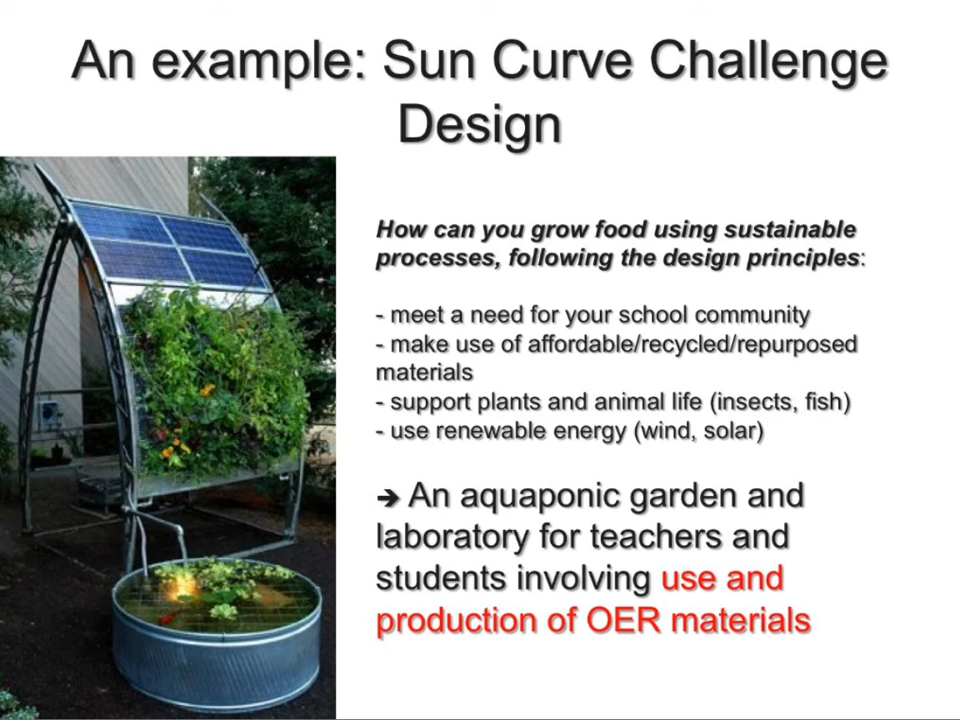 An example: Sun Curve Challenge
Design
How can you grow food using sustainable
processes, following the design principles:
- meet a need for your school community
- make use of affordable/recycled/repurposed
materials
- support plants and animal life (insects, fish)
- use renewable energy (wind, solar)
➔ An aquaponic garden and
laboratory for teachers and
students involving use and
production of OER materials